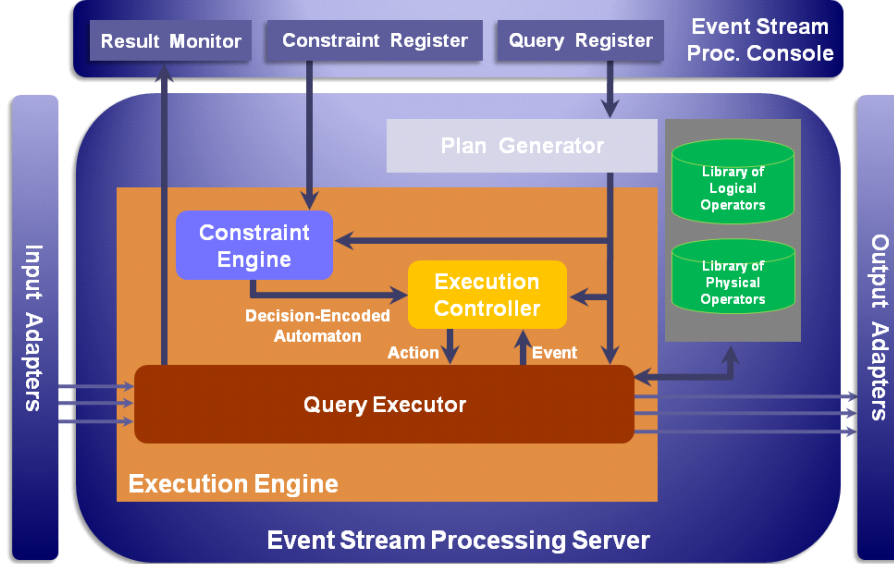 Result Monitor
Constraint Register
Query Register
Event Stream
Proc. Console
Plan Generator
Library of
Logical
Operators
Constraint
Engine
Library of
Physical
Operators
Execution
Controller
Decision-Encoded
Automaton
Action
Event
Query Executor
Execution Engine
Event Stream Processing Server
Input Adapters
Output Adapters